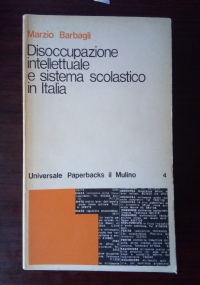 Marzio Barbagli
Disoccupazione
intellettuale
e sistema scolastico
in Italia
Universale Paperbacks il Mulino 4